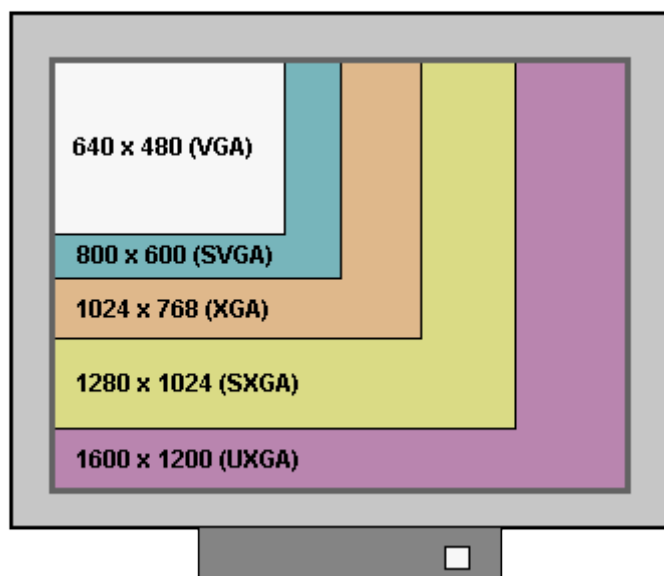 640 x 480 (VGA)
800 x 600 (SVGA)
1024 x 768 (XGA)
1280 x 1024 (SXGA)
1600 x 1200 (UXGA)